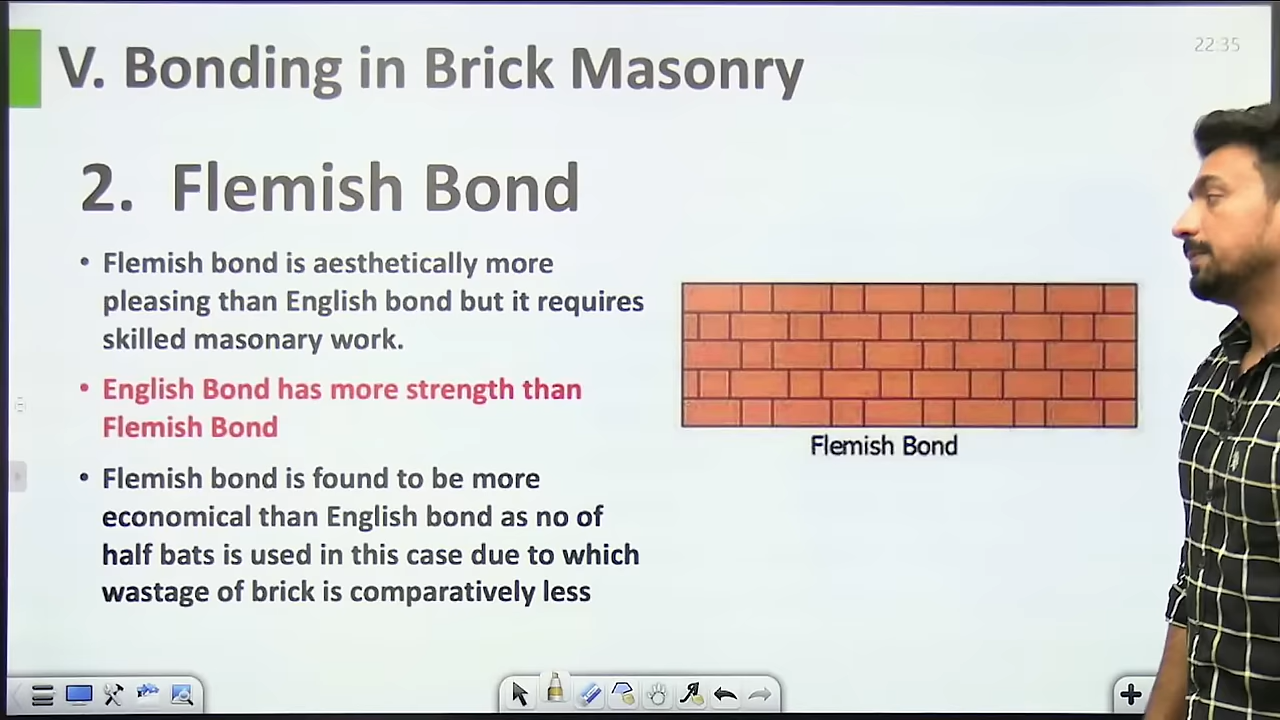 22:35
V. Bonding in Brick Masonry
2. Flemish Bond
• Flemish bond is aesthetically more
pleasing than English bond but it requires
skilled masonary work.
• English Bond has more strength than
Flemish Bond
• Flemish bond is found to be more
economical than English bond as no of
half bats is used in this case due to which
wastage of brick is comparatively less
Flemish Bond